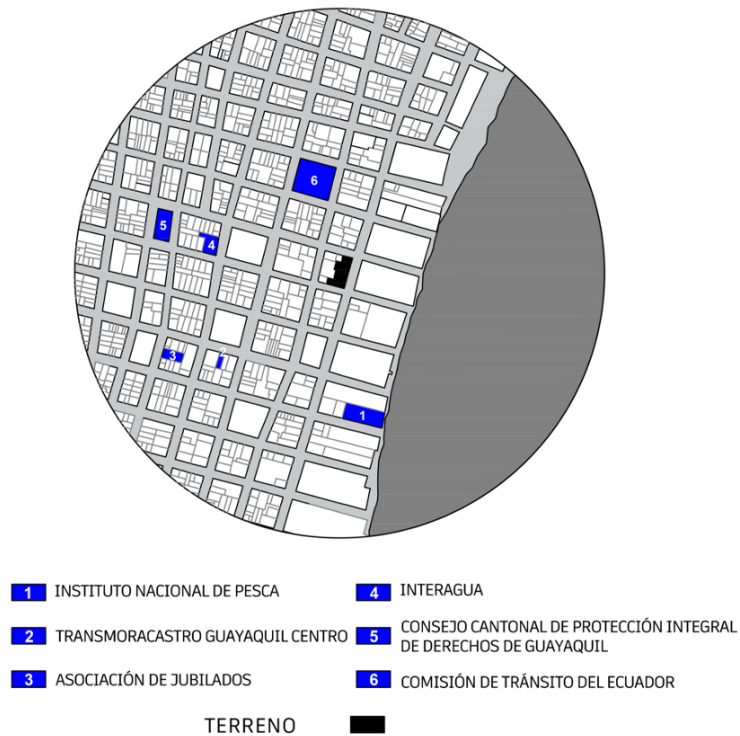 6
5
4
3
2
1
1 INSTITUTO NACIONAL DE PESCA
2 TRANSMORACASTRO GUAYAQUIL CENTRO
3 ASOCIACIÓN DE JUBILADOS
4 INTERAGUA
5 CONSEJO CANTONAL DE PROTECCIÓN INTEGRAL
DE DERECHOS DE GUAYAQUIL
6 COMISIÓN DE TRÁNSITO DEL ECUADOR
TERRENO